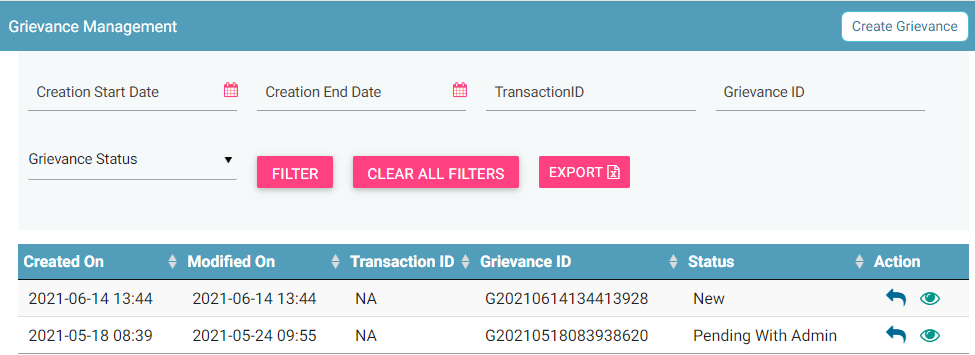 Grievance Management Create Grievance
Creation Start Date Creation End Date TransactionID Grievance ID
Grievance Status FILTER CLEAR ALL FILTERS EXPORT
Created On Modified On Transaction ID Grievance ID Status Action
2021-06-14 13:44 2021-06-14 13:44 NA G20210614134413928 New
2021-05-18 08:39 2021-05-24 09:55 NA G20210518083938620 Pending With Admin